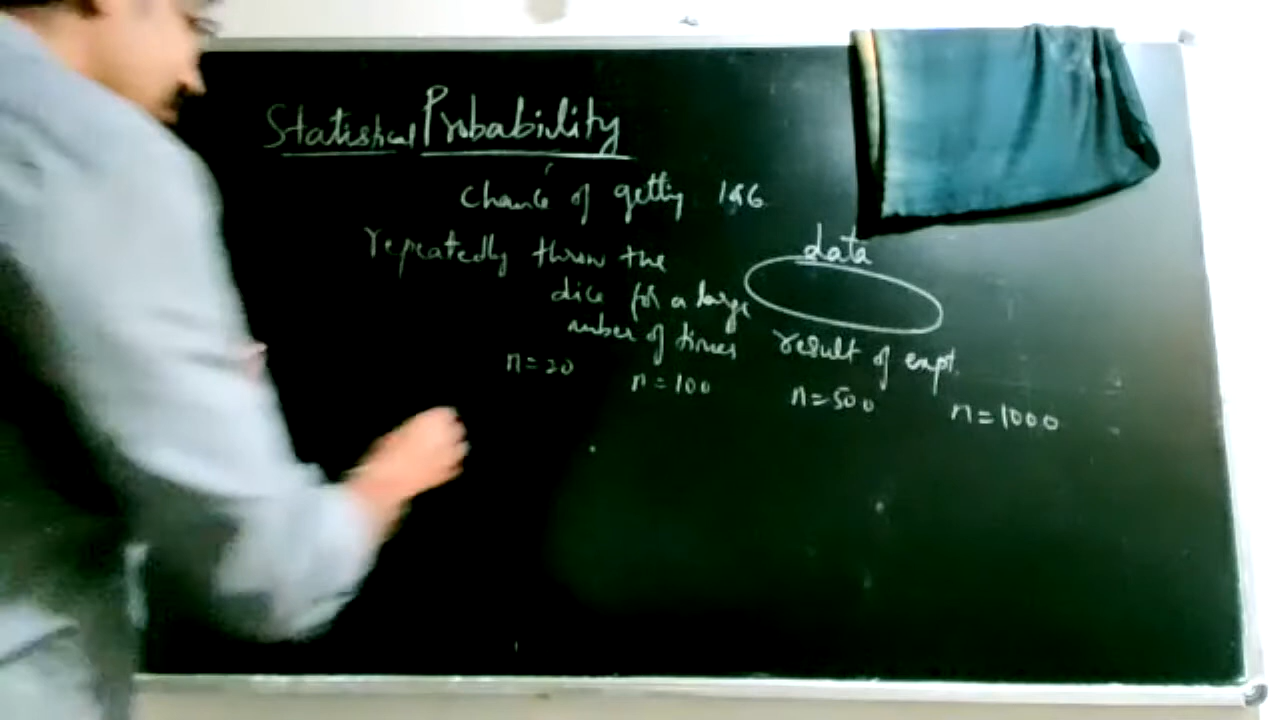 Statistical Probability
chance of getting 1 or 6
repeatedly throw the
dice for a large
number of times
data
result of expt.
n=20 n=100 n=500 n=1000